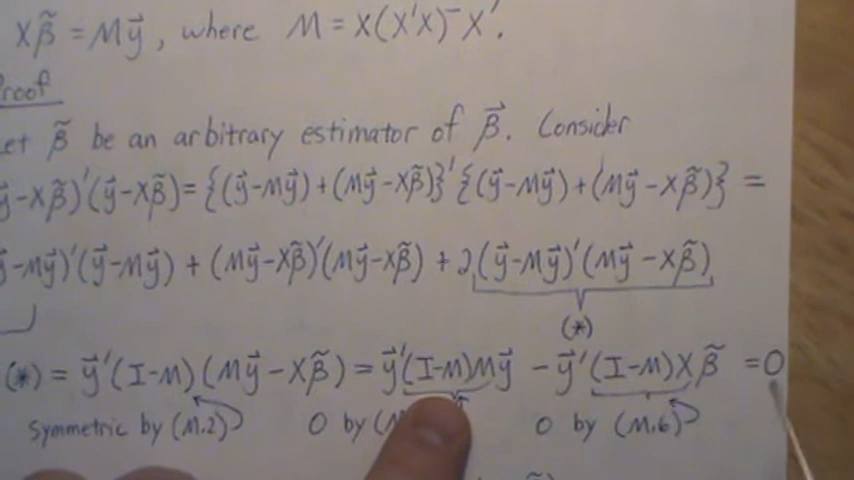 Xβ̃ = My⃗, where M = X(X'X)⁻X'.
roof
et β̃ be an arbitrary estimator of β⃗. Consider
y⃗-Xβ̃)'(y⃗-Xβ̃) = {(y⃗-My⃗)+(My⃗-Xβ̃)}'{(y⃗-My⃗)+(My⃗-Xβ̃)} =
y⃗-My⃗)'(y⃗-My⃗) + (My⃗-Xβ̃)'(My⃗-Xβ̃) + 2(y⃗-My⃗)'(My⃗-Xβ̃)
(*)
(*) = y⃗'(I-M)(My⃗-Xβ̃) = y⃗'(I-M)My⃗ - y⃗'(I-M)Xβ̃ = 0
Symmetric by (M.2) 0 by (M 0 by (M.6)